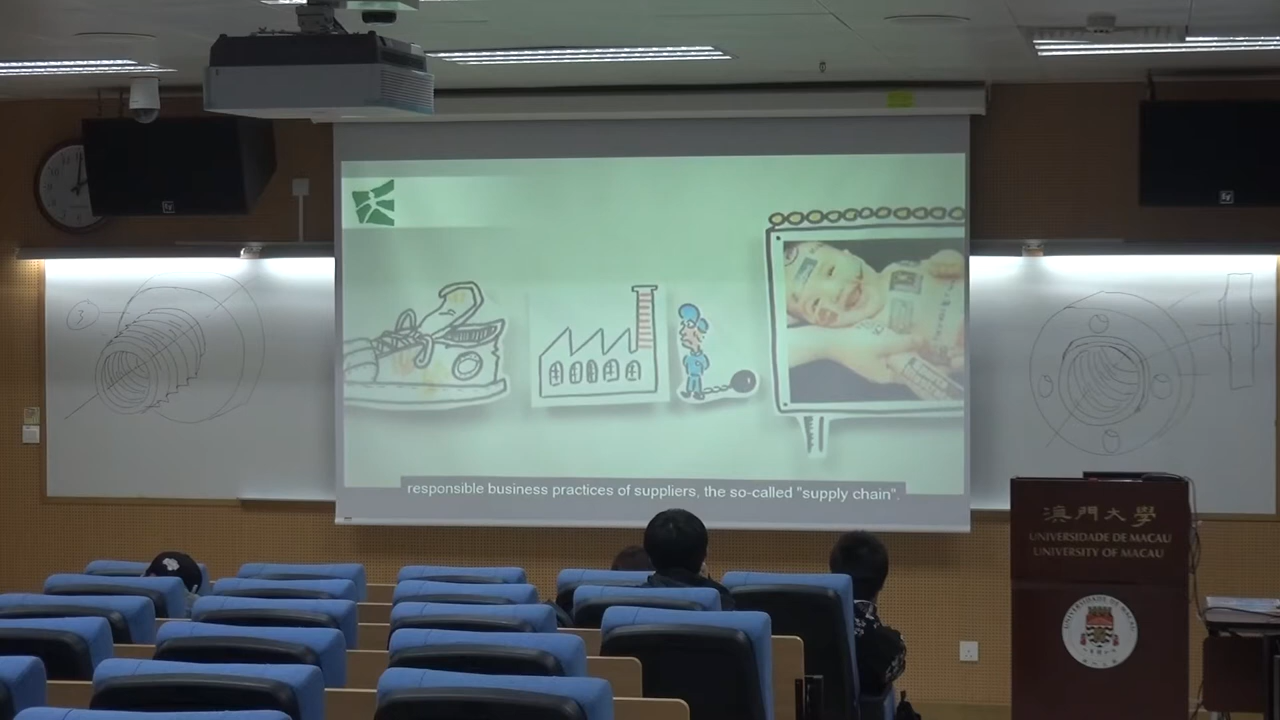 responsible business practices of suppliers, the so-called "supply chain".
3
澳門大學
UNIVERSIDADE DE MACAU
UNIVERSITY OF MACAU